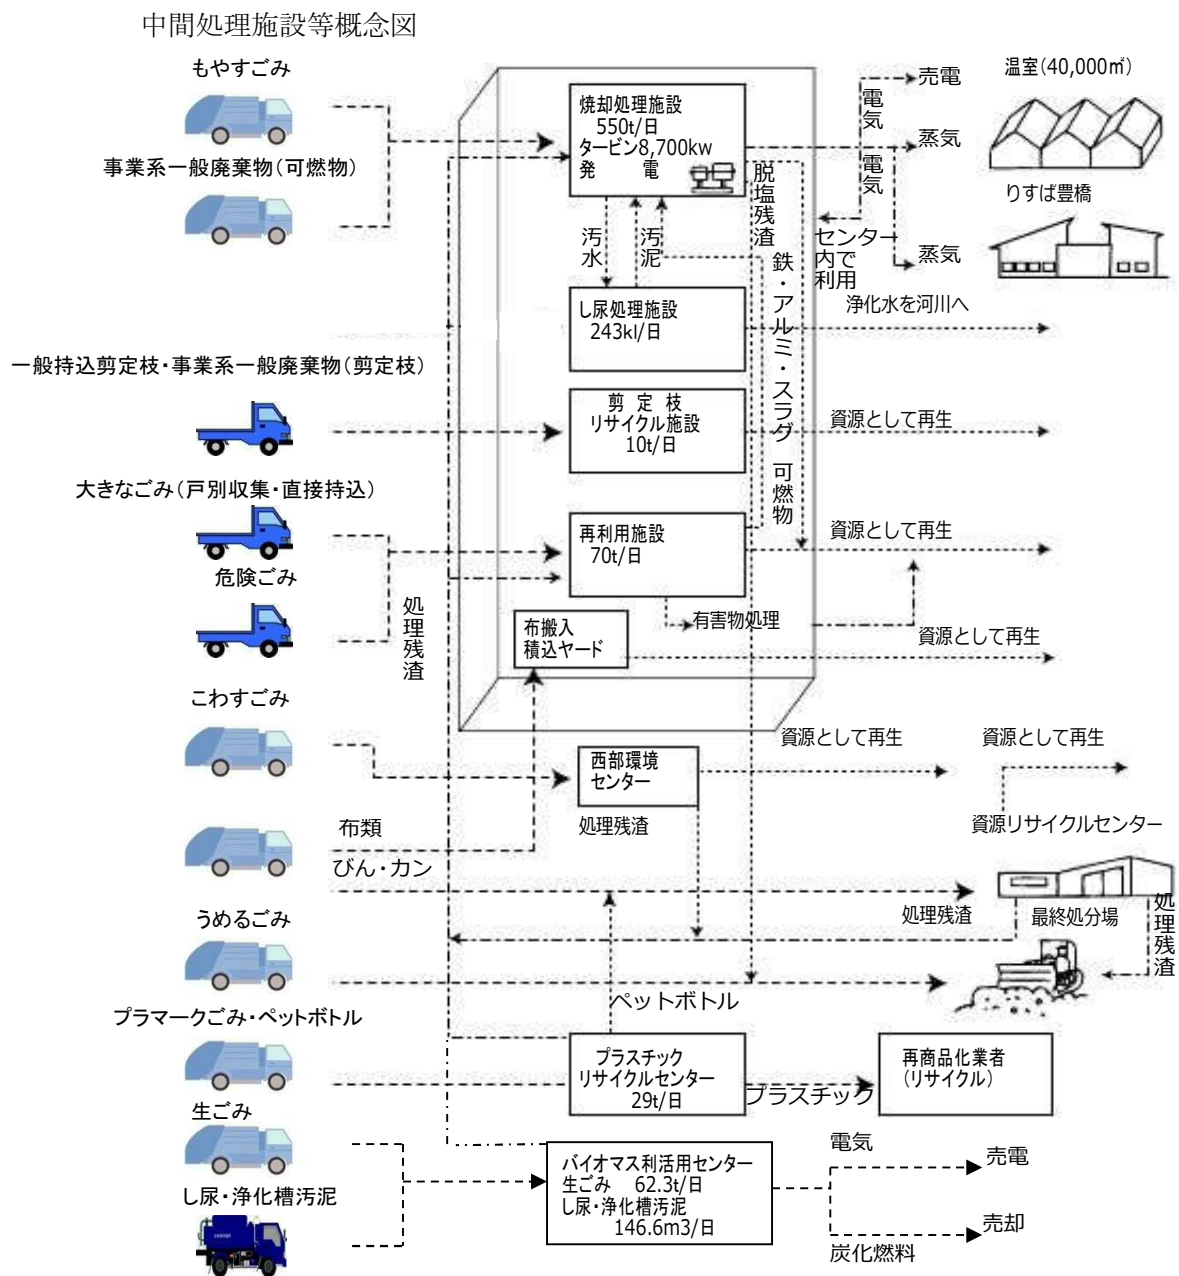 中間処理施設等概念図
もやすごみ
事業系一般廃棄物(可燃物)
焼却処理施設
550t/日
タービン8,700kw
発 電
脱塩残渣
電気
電気
売電
蒸気
蒸気
センター
内で
利用
温室(40,000㎡)
りすぱ豊橋
汚水
汚泥
鉄・アルミ・スラグ
可燃物
し尿処理施設
243kl/日
浄化水を河川へ
一般持込剪定枝・事業系一般廃棄物(剪定枝)
剪 定 枝
リサイクル施設
10t/日
資源として再生
大きなごみ(戸別収集・直接持込)
再利用施設
70t/日
資源として再生
危険ごみ
処理残渣
有害物処理
布搬入
積込ヤード
資源として再生
こわすごみ
西部環境
センター
処理残渣
資源として再生
資源として再生
資源リサイクルセンター
布類
びん・カン
処理残渣
最終処分場
処理残渣
うめるごみ
ペットボトル
プラマークごみ・ペットボトル
プラスチック
リサイクルセンター
29t/日
プラスチック
再商品化業者
(リサイクル)
生ごみ
し尿・浄化槽汚泥
バイオマス利活用センター
生ごみ 62.3t/日
し尿・浄化槽汚泥
146.6m3/日
電気
売電
炭化燃料
売却